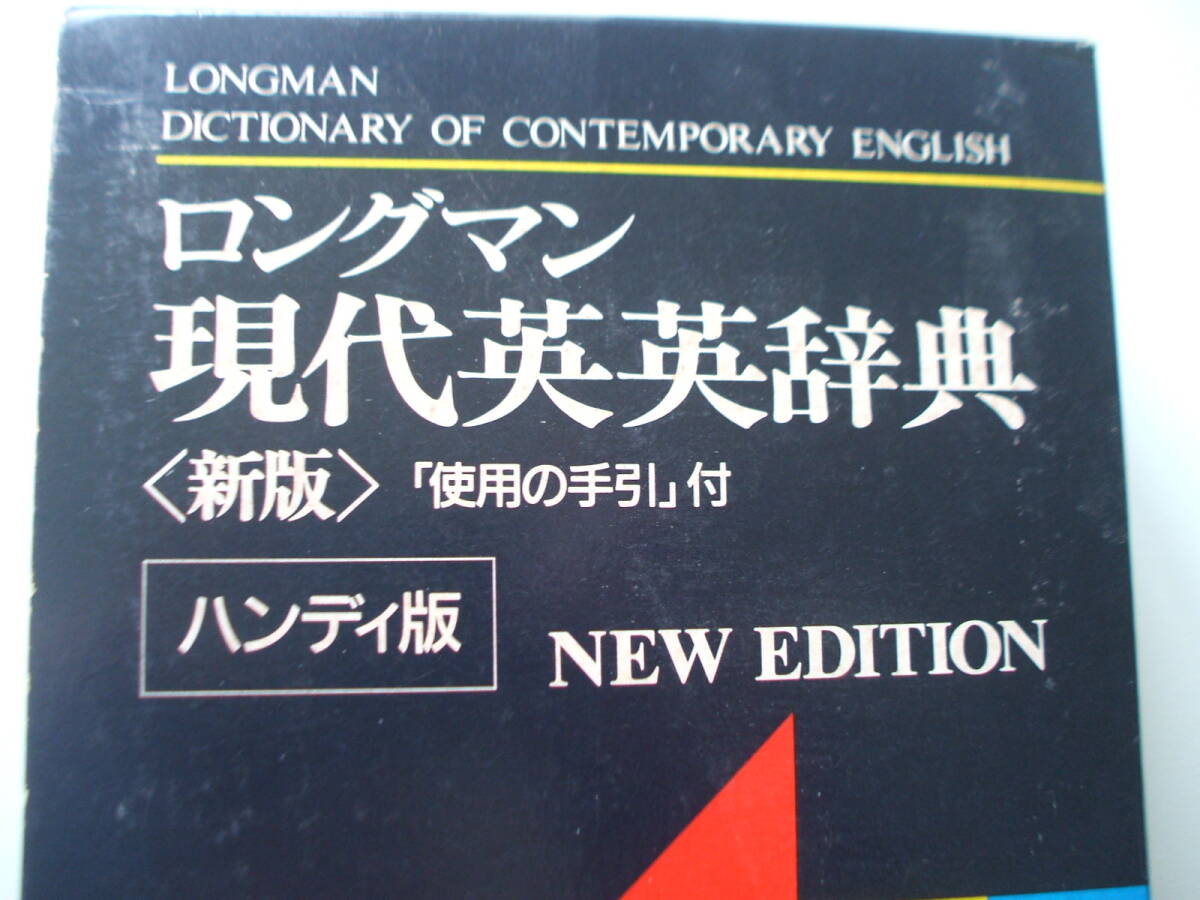 LONGMAN
DICTIONARY OF CONTEMPORARY ENGLISH
ロングマン
現代英英辞典
〈新版〉「使用の手引」付
ハンディ版
NEW EDITION